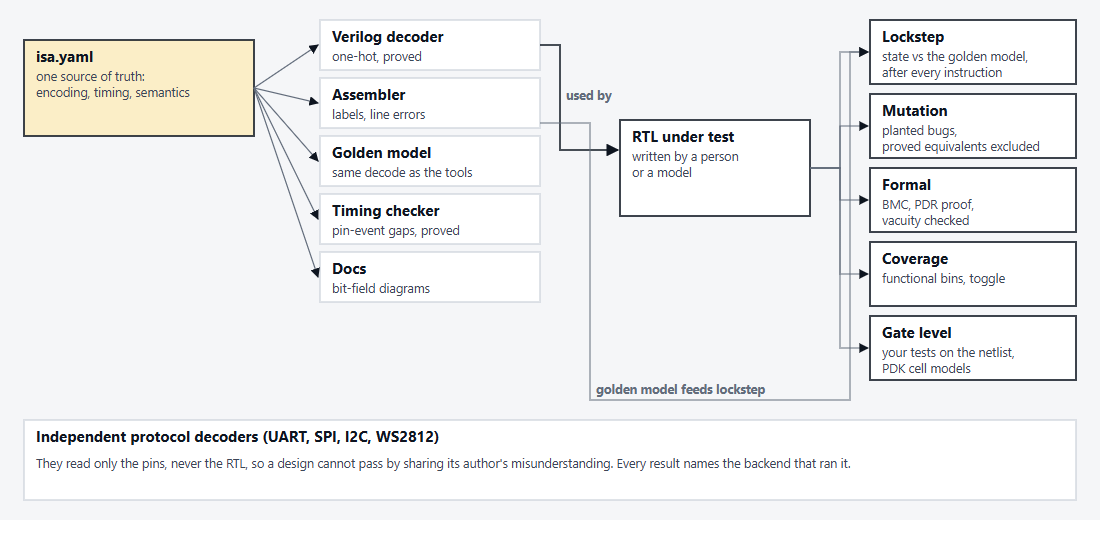 isa.yaml
one source of truth:
encoding, timing, semantics
Verilog decoder
one-hot, proved
Assembler
labels, line errors
Golden model
same decode as the tools
Timing checker
pin-event gaps, proved
Docs
bit-field diagrams
used by
RTL under test
written by a person
or a model
Lockstep
state vs the golden model,
after every instruction
Mutation
planted bugs,
proved equivalents excluded
Formal
BMC, PDR proof,
vacuity checked
Coverage
functional bins, toggle
Gate level
your tests on the netlist,
PDK cell models
golden model feeds lockstep
Independent protocol decoders (UART, SPI, I2C, WS2812)
They read only the pins, never the RTL, so a design cannot pass by sharing its author's misunderstanding. Every result names the backend that ran it.